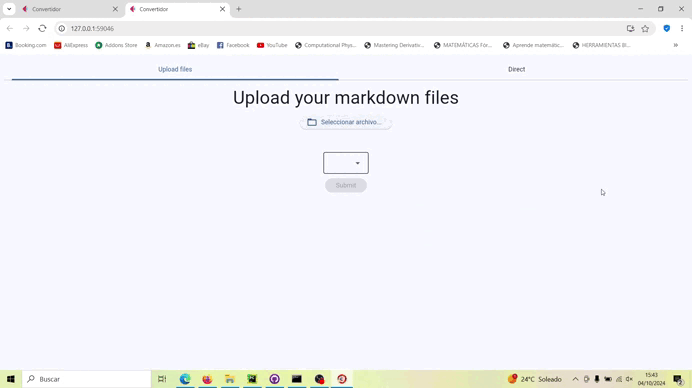 Convertidor
Convertidor
127.0.0.1:59046
Booking.com
AliExpress
Addons Store
Amazon.es
eBay
Facebook
YouTube
Computational Phys...
Mastering Derivativ...
MATEMÁTICAS Fór...
Aprende matemátic...
HERRAMIENTAS BI...
Upload files
Direct
Upload your markdown files
Seleccionar archivo...
Submit
Buscar
24°C Soleado
15:43
04/10/2024